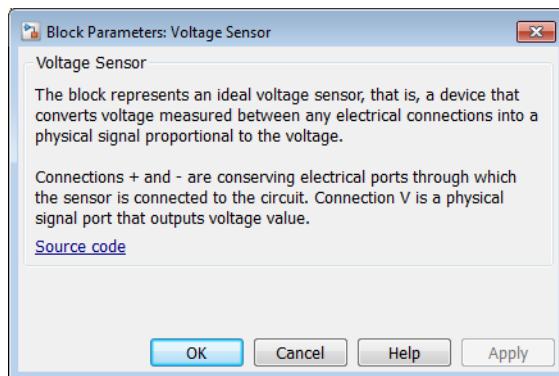 Block Parameters: Voltage Sensor
Voltage Sensor
The block represents an ideal voltage sensor, that is, a device that
converts voltage measured between any electrical connections into a
physical signal proportional to the voltage.
Connections + and - are conserving electrical ports through which
the sensor is connected to the circuit. Connection V is a physical
signal port that outputs voltage value.
Source code
OK Cancel Help Apply